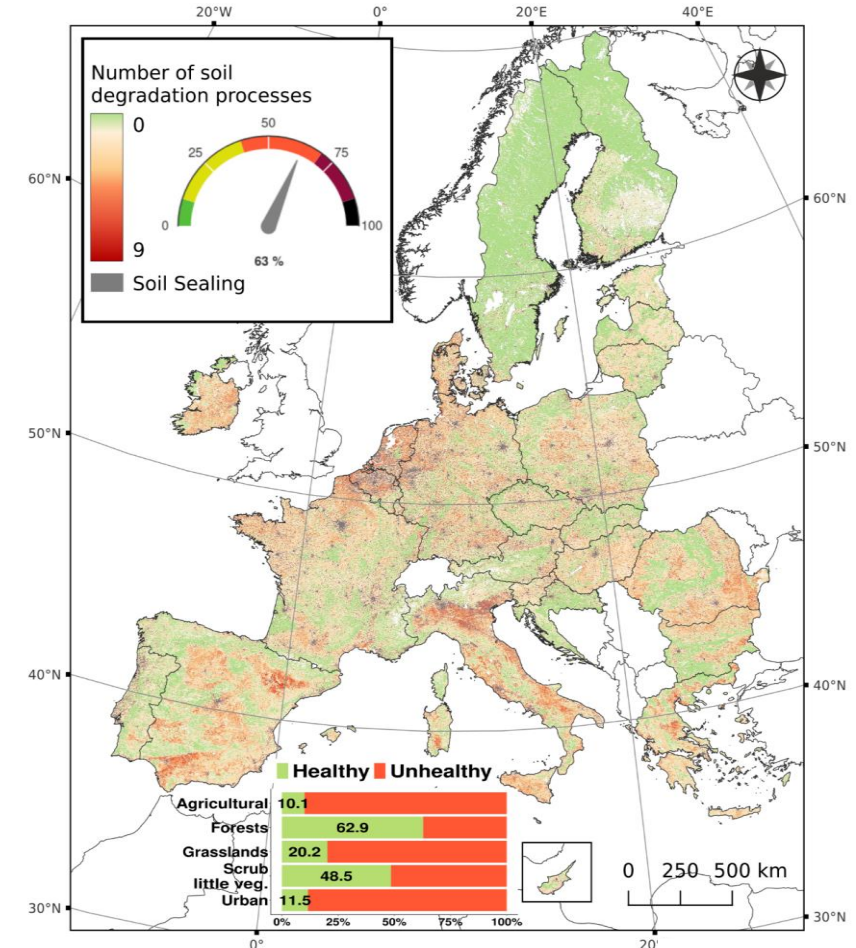 20°W 0° 20°E 40°E
Number of soil
degradation processes
0
9
Soil Sealing
0 25 50 75 100
63 %
60°N 60°N
50°N 50°N
40°N 40°N
30°N 30°N
Healthy Unhealthy
Agricultural 10.1
Forests 62.9
Grasslands 20.2
Scrub
little veg. 48.5
Urban 11.5
0% 25% 50% 75% 100%
0 250 500 km
0° 20°